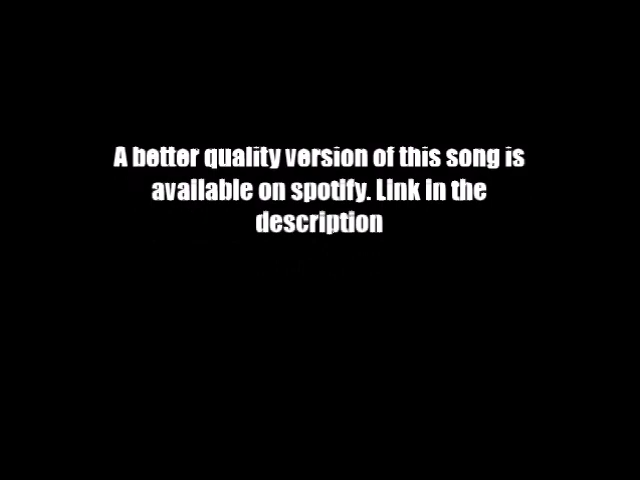 A better quality version of this song is
available on spotify. Link in the
description